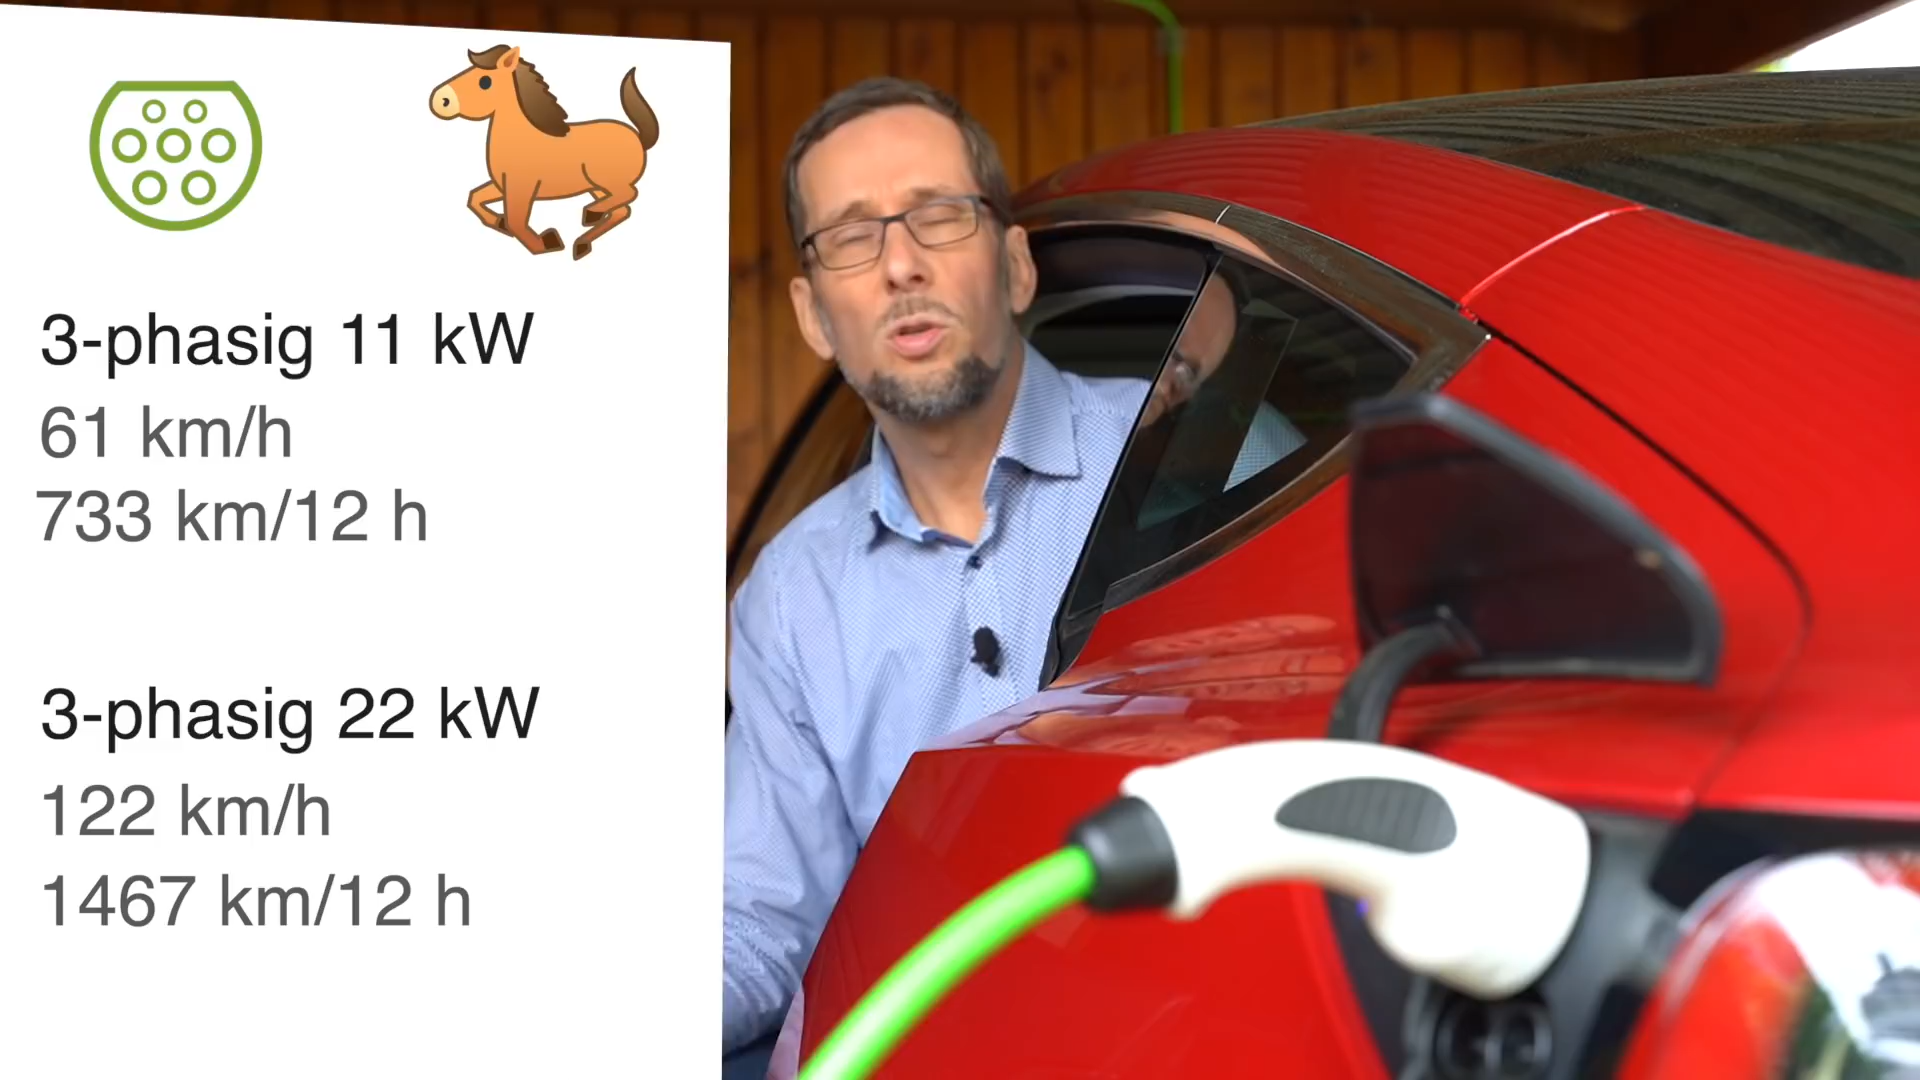 3-phasig 11 kW
61 km/h
733 km/12 h
3-phasig 22 kW
122 km/h
1467 km/12 h